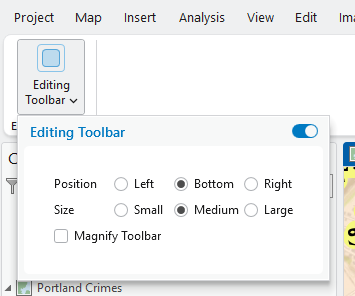 Project Map Insert Analysis View Edit
Editing
Toolbar
Editing Toolbar
Position Left Bottom Right
Size Small Medium Large
Magnify Toolbar
Portland Crimes